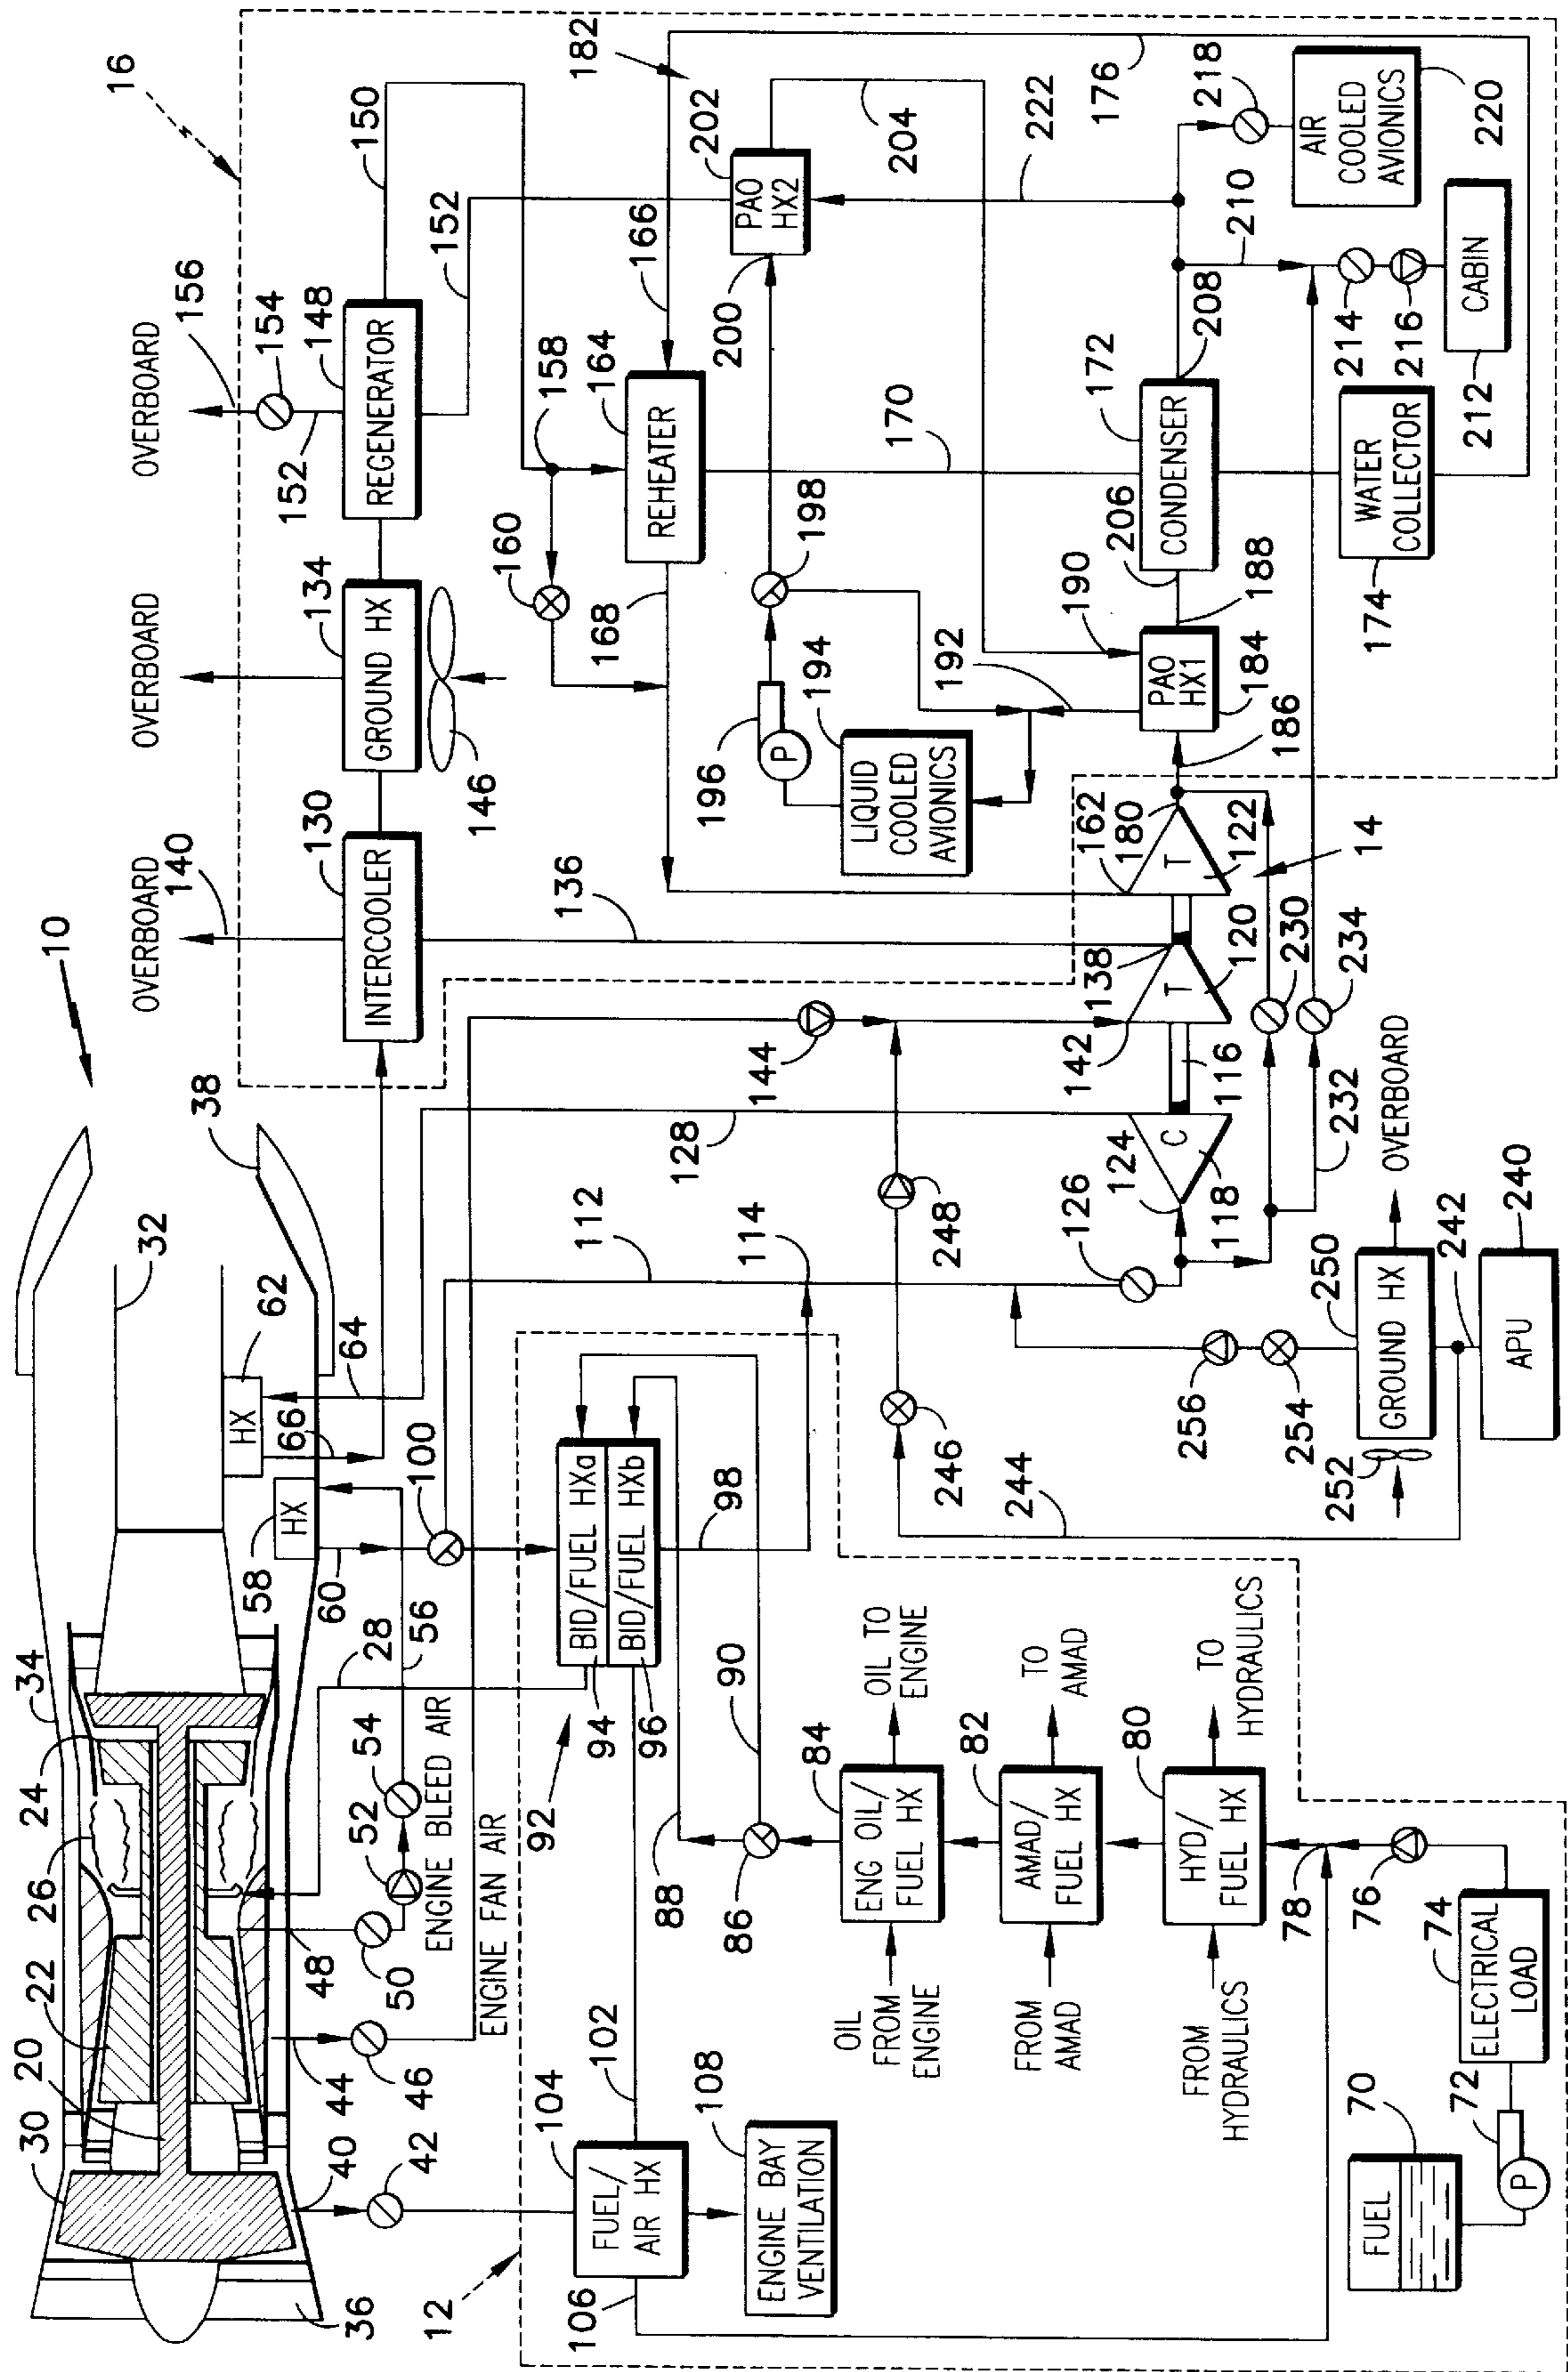 16
182
150
202
204
176
218
PAO
HX2
152
166
200
222
AIR
COOLED
AVIONICS
220
156
OVERBOARD
154
148
REGENERATOR
152
158
164
REHEATER
210
208
172
214
216
CABIN
212
170
CONDENSER
WATER
COLLECTOR
174
160
198
206
188
190
OVERBOARD
134
GROUND HX
146
168
194
192
PAO
HX1
184
186
196
P
LIQUID
COOLED
AVIONICS
162
180
T
122
14
OVERBOARD
140
130
INTERCOOLER
136
10
138
T
120
230
234
144
142
116
232
38
128
124
C
118
OVERBOARD
248
126
32
112
114
250
GROUND HX
242
240
APU
62
HX
64
66
256
254
252
100
246
244
58
HX
60
BID/FUEL HXa
BID/FUEL HXb
98
56
28
94
96
90
92
88
86
34
24
26
54
52
ENGINE BLEED AIR
ENGINE FAN AIR
48
50
22
20
30
44
46
40
42
36
12
OIL TO
ENGINE
84
ENG OIL/
FUEL HX
OIL
FROM
ENGINE
TO
AMAD
82
AMAD/
FUEL HX
FROM
AMAD
TO
HYDRAULICS
80
HYD/
FUEL HX
FROM
HYDRAULICS
78
76
74
ELECTRICAL
LOAD
72
P
70
FUEL
102
104
FUEL/
AIR HX
106
108
ENGINE BAY
VENTILATION